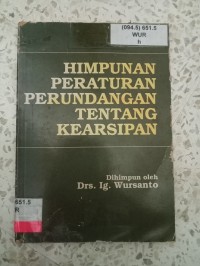 (094.5) 651.5
WUR
h
HIMPUNAN
PERATURAN
PERUNDANGAN
TENTANG
KEARSIPAN
Dihimpun oleh
Drs. Ig. Wursanto
651.5
R